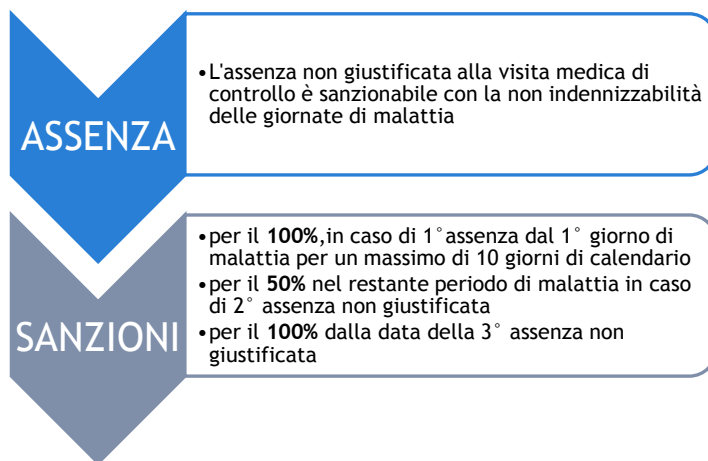 ASSENZA
•L'assenza non giustificata alla visita medica di
controllo è sanzionabile con la non indennizzabilità
delle giornate di malattia
SANZIONI
•per il 100%,in caso di 1°assenza dal 1° giorno di
malattia per un massimo di 10 giorni di calendario
•per il 50% nel restante periodo di malattia in caso
di 2° assenza non giustificata
•per il 100% dalla data della 3° assenza non
giustificata